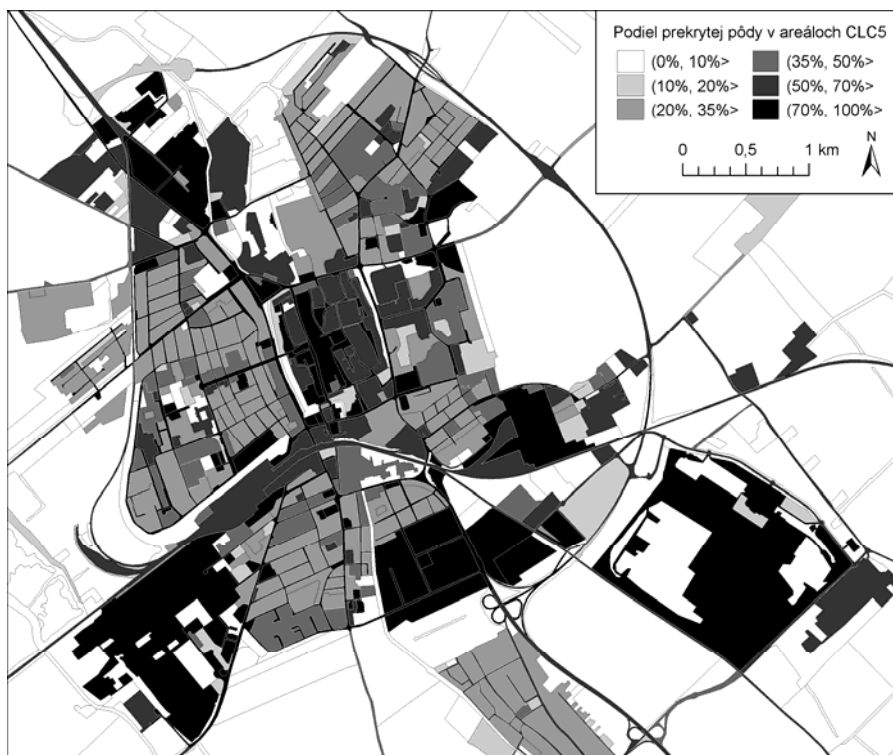 Podiel prekrytej pôdy v areáloch CLC5
(0%, 10%> (35%, 50%>
(10%, 20%> (50%, 70%>
(20%, 35%> (70%, 100%>
N
0 0,5 1 km